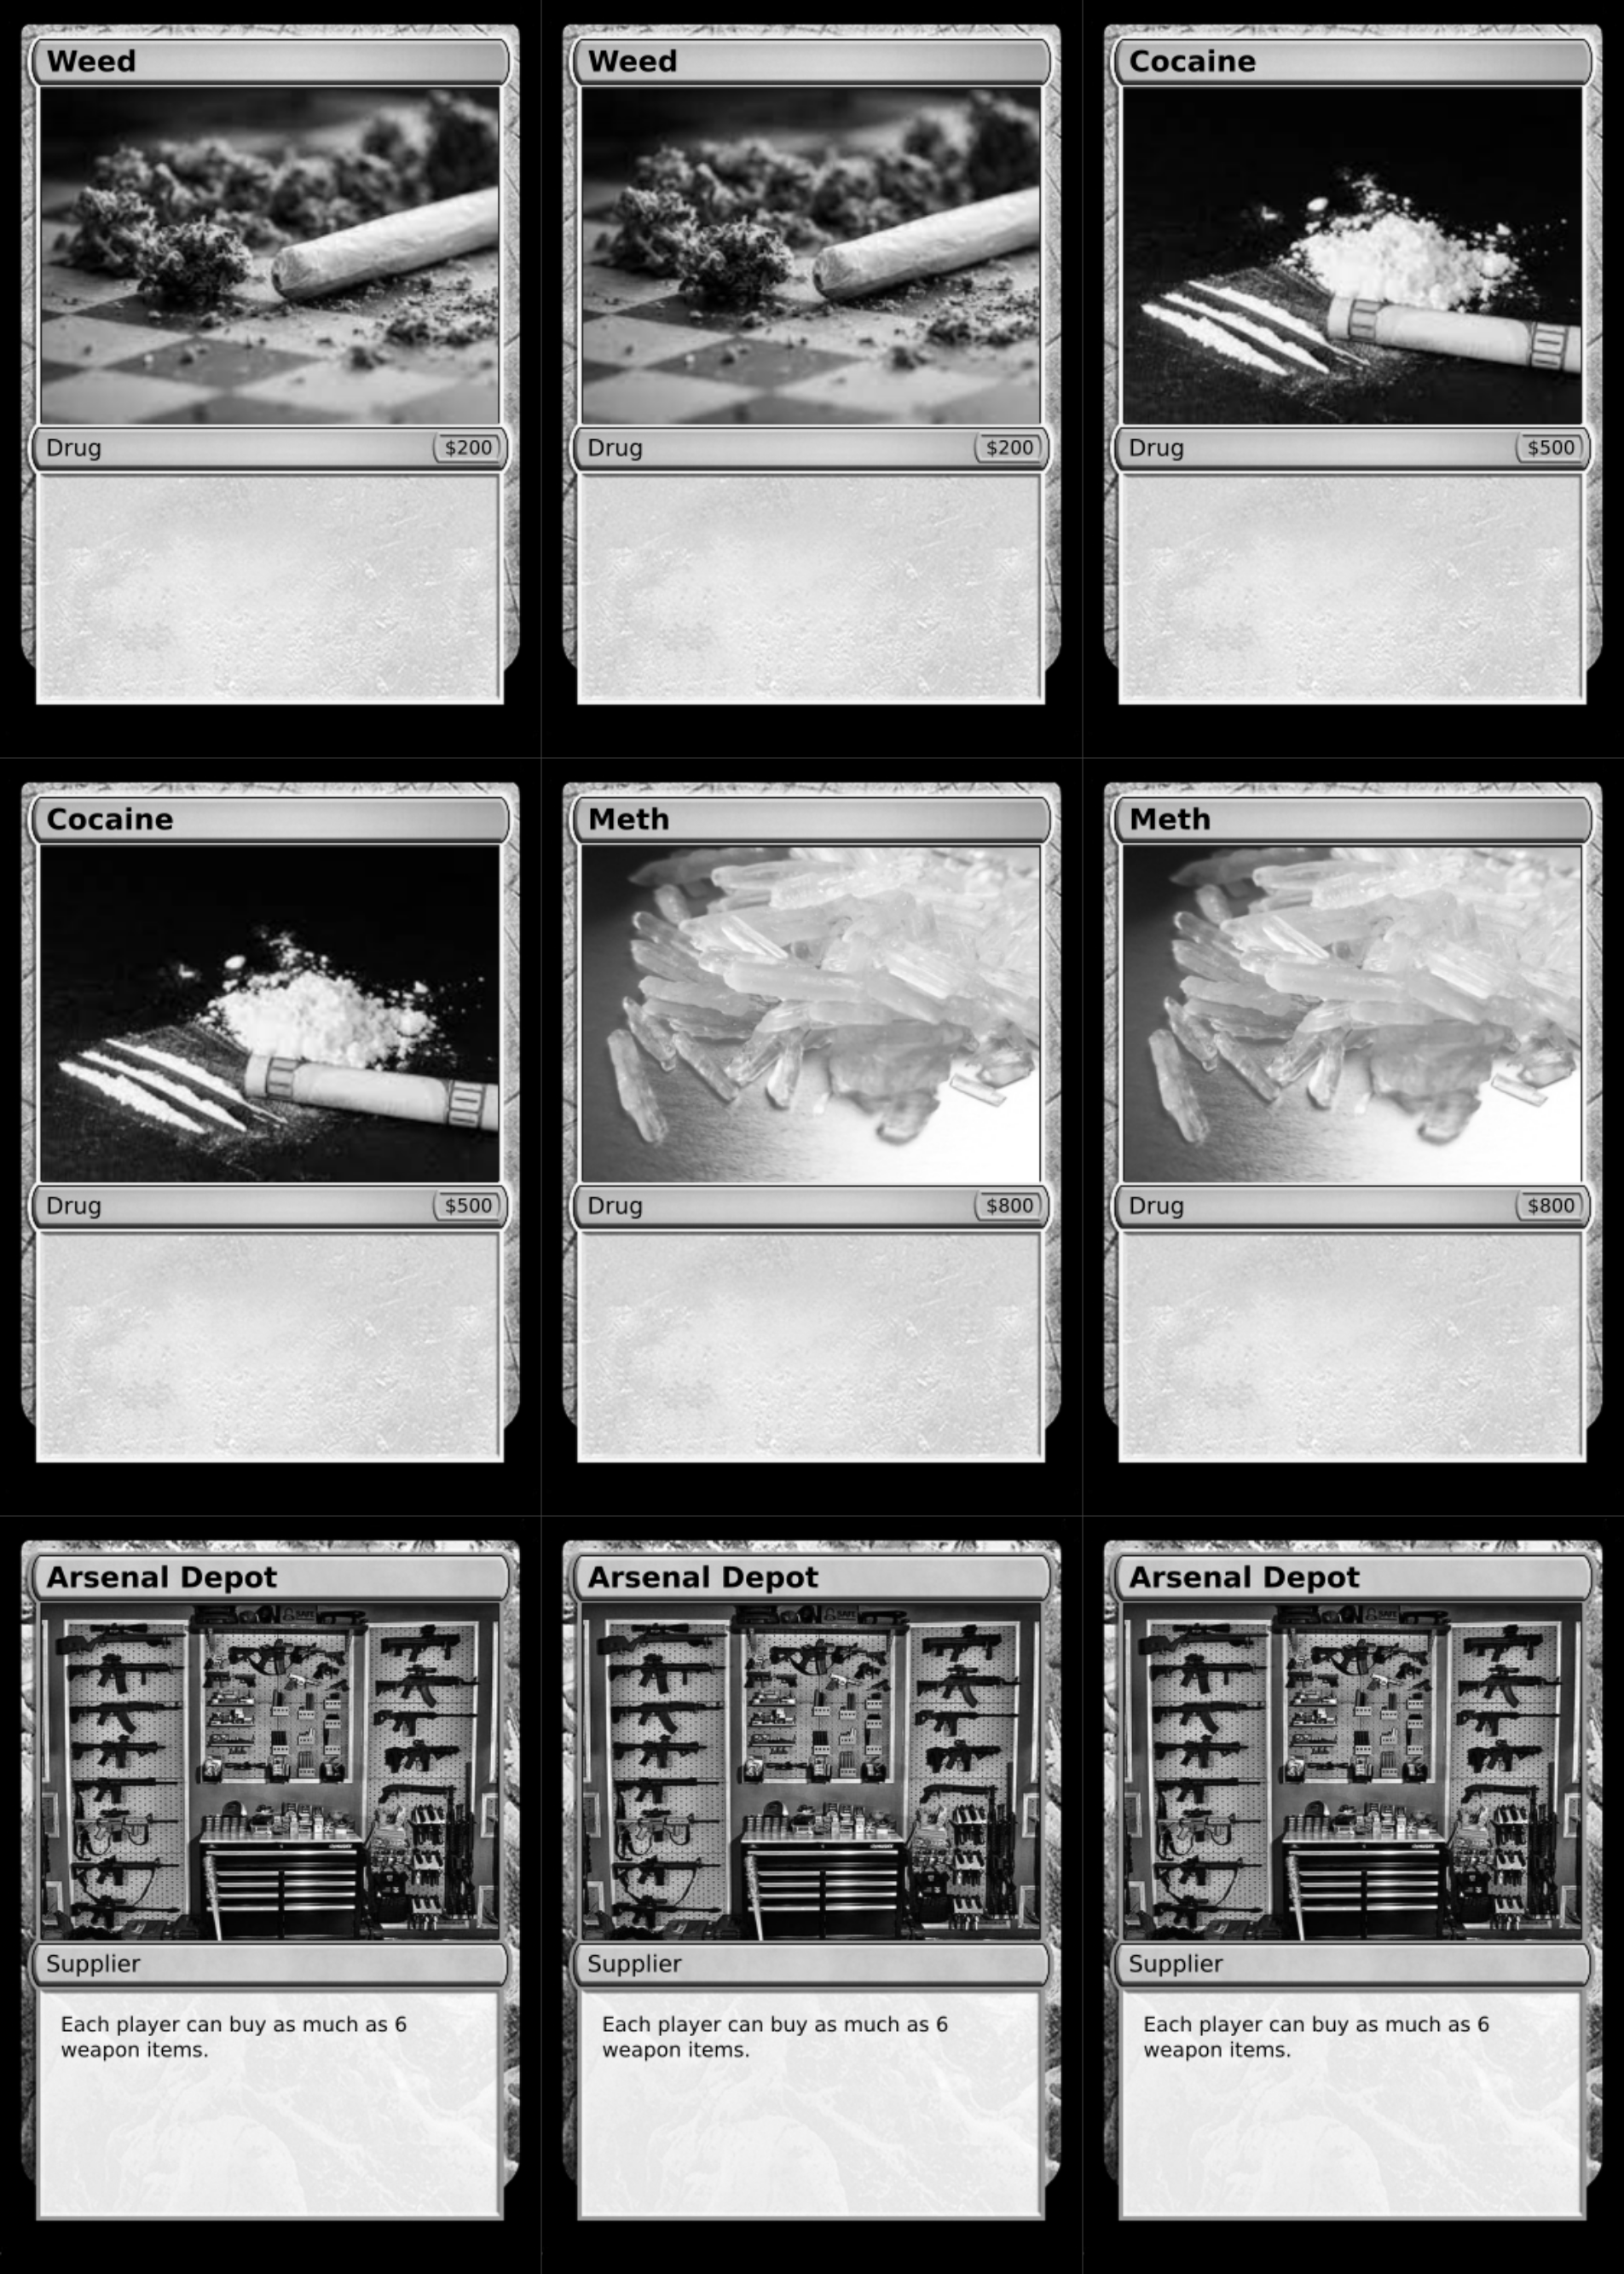 Weed
Drug
$200
Weed
Drug
$200
Cocaine
Drug
$500
Cocaine
Drug
$500
Meth
Drug
$800
Meth
Drug
$800
Arsenal Depot
SAFE
Supplier
Each player can buy as much as 6
weapon items.
Arsenal Depot
SAFE
Supplier
Each player can buy as much as 6
weapon items.
Arsenal Depot
SAFE
Supplier
Each player can buy as much as 6
weapon items.